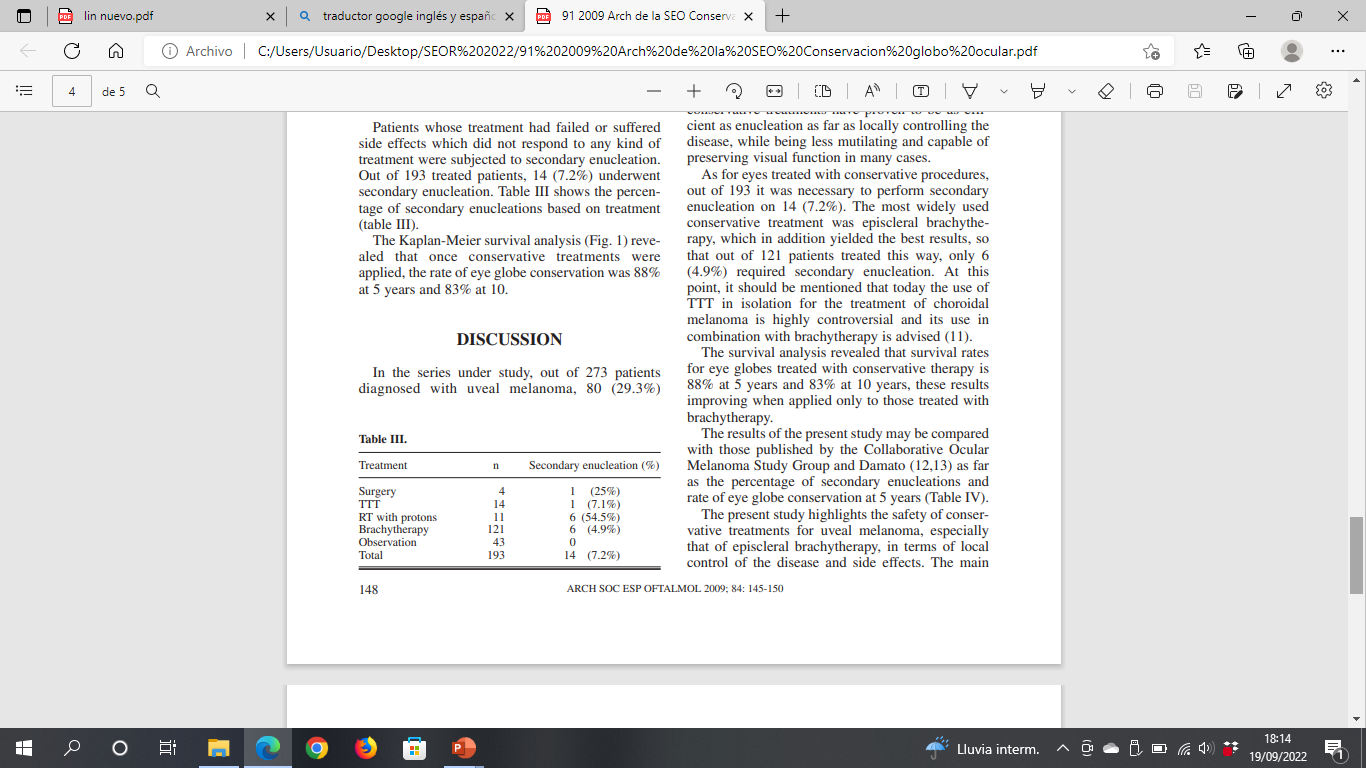 lin nuevo.pdf
traductor google inglés y españo
91 2009 Arch de la SEO Conserva
Archivo
C:/Users/Usuario/Desktop/SEOR%202022/91%202009%20Arch%20de%20la%20SEO%20Conservacion%20globo%20ocular.pdf
4
de 5
Patients whose treatment had failed or suffered
side effects which did not respond to any kind of
treatment were subjected to secondary enucleation.
Out of 193 treated patients, 14 (7.2%) underwent
secondary enucleation. Table III shows the percen-
tage of secondary enucleations based on treatment
(table III).
The Kaplan-Meier survival analysis (Fig. 1) reve-
aled that once conservative treatments were
applied, the rate of eye globe conservation was 88%
at 5 years and 83% at 10.
DISCUSSION
In the series under study, out of 273 patients
diagnosed with uveal melanoma, 80 (29.3%)
Table III.
Treatment n Secondary enucleation (%)
Surgery 4 1 (25%)
TTT 14 1 (7.1%)
RT with protons 11 6 (54.5%)
Brachytherapy 121 6 (4.9%)
Observation 43 0
Total 193 14 (7.2%)
conservative treatments have proven to be as effi-
cient as enucleation as far as locally controlling the
disease, while being less mutilating and capable of
preserving visual function in many cases.
As for eyes treated with conservative procedures,
out of 193 it was necessary to perform secondary
enucleation on 14 (7.2%). The most widely used
conservative treatment was episcleral brachythe-
rapy, which in addition yielded the best results, so
that out of 121 patients treated this way, only 6
(4.9%) required secondary enucleation. At this
point, it should be mentioned that today the use of
TTT in isolation for the treatment of choroidal
melanoma is highly controversial and its use in
combination with brachytherapy is advised (11).
The survival analysis revealed that survival rates
for eye globes treated with conservative therapy is
88% at 5 years and 83% at 10 years, these results
improving when applied only to those treated with
brachytherapy.
The results of the present study may be compared
with those published by the Collaborative Ocular
Melanoma Study Group and Damato (12,13) as far
as the percentage of secondary enucleations and
rate of eye globe conservation at 5 years (Table IV).
The present study highlights the safety of conser-
vative treatments for uveal melanoma, especially
that of episcleral brachytherapy, in terms of local
control of the disease and side effects. The main
148
ARCH SOC ESP OFTALMOL 2009; 84: 145-150
Lluvia interm.
18:14
19/09/2022
1